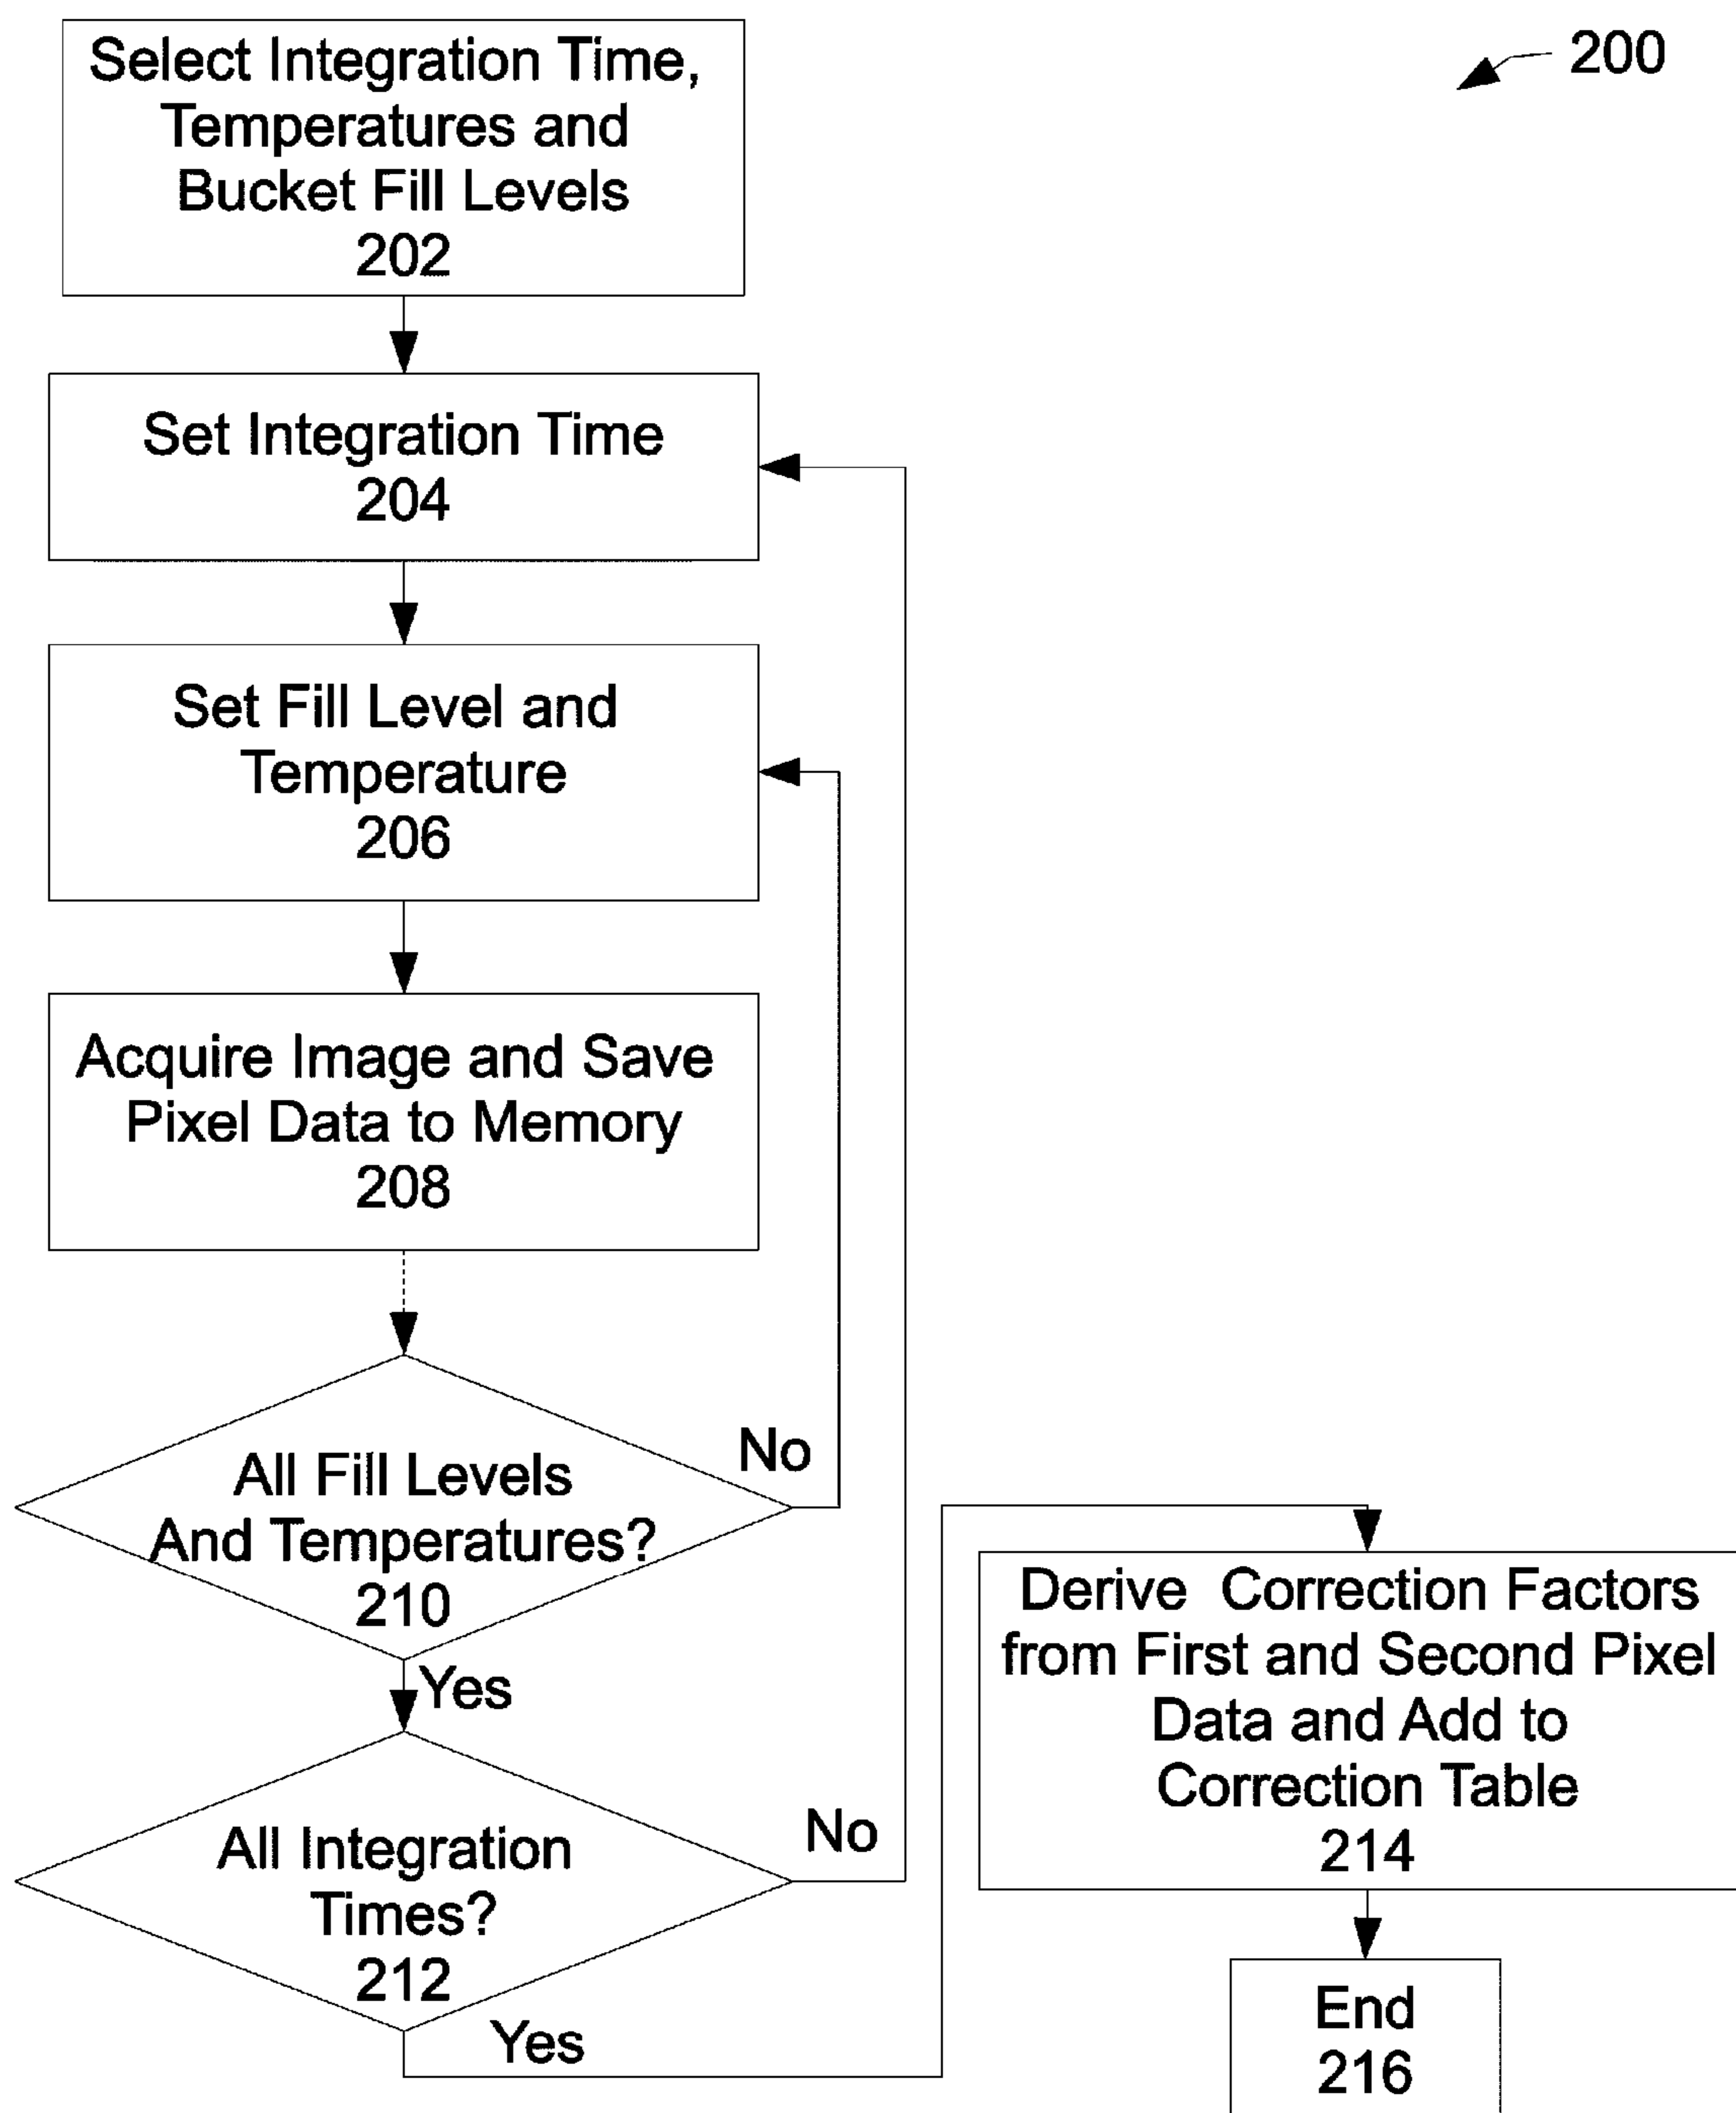 200
Select Integration Time,
Temperatures and
Bucket Fill Levels
202
Set Integration Time
204
Set Fill Level and
Temperature
206
Acquire Image and Save
Pixel Data to Memory
208
All Fill Levels
And Temperatures?
210
No
Yes
All Integration
Times?
212
No
Yes
Derive Correction Factors
from First and Second Pixel
Data and Add to
Correction Table
214
End
216